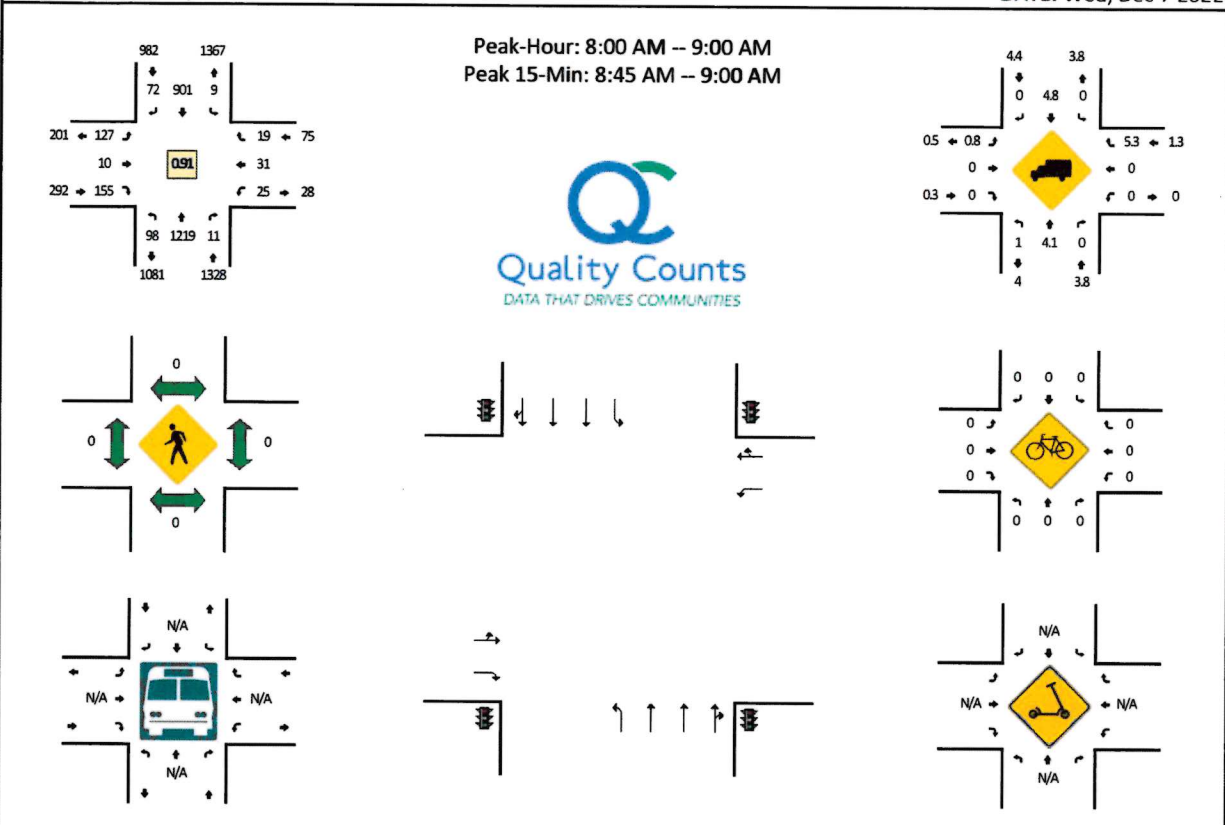 Peak-Hour: 8:00 AM -- 9:00 AM
Peak 15-Min: 8:45 AM -- 9:00 AM
982 1367
72 901 9
201 127 19 75
10 0.91 31
292 155 25 28
98 1219 11
1081 1328
QC
Quality Counts
DATA THAT DRIVES COMMUNITIES
4.4 3.8
0 4.8 0
0.5 0.8 5.3 1.3
0 0
0.3 0 0 0
1 4.1 0
4 3.8
0
0 0
0
0 0 0
0 0
0 0
0 0
0 0 0
N/A
N/A N/A
N/A
N/A
N/A N/A
N/A